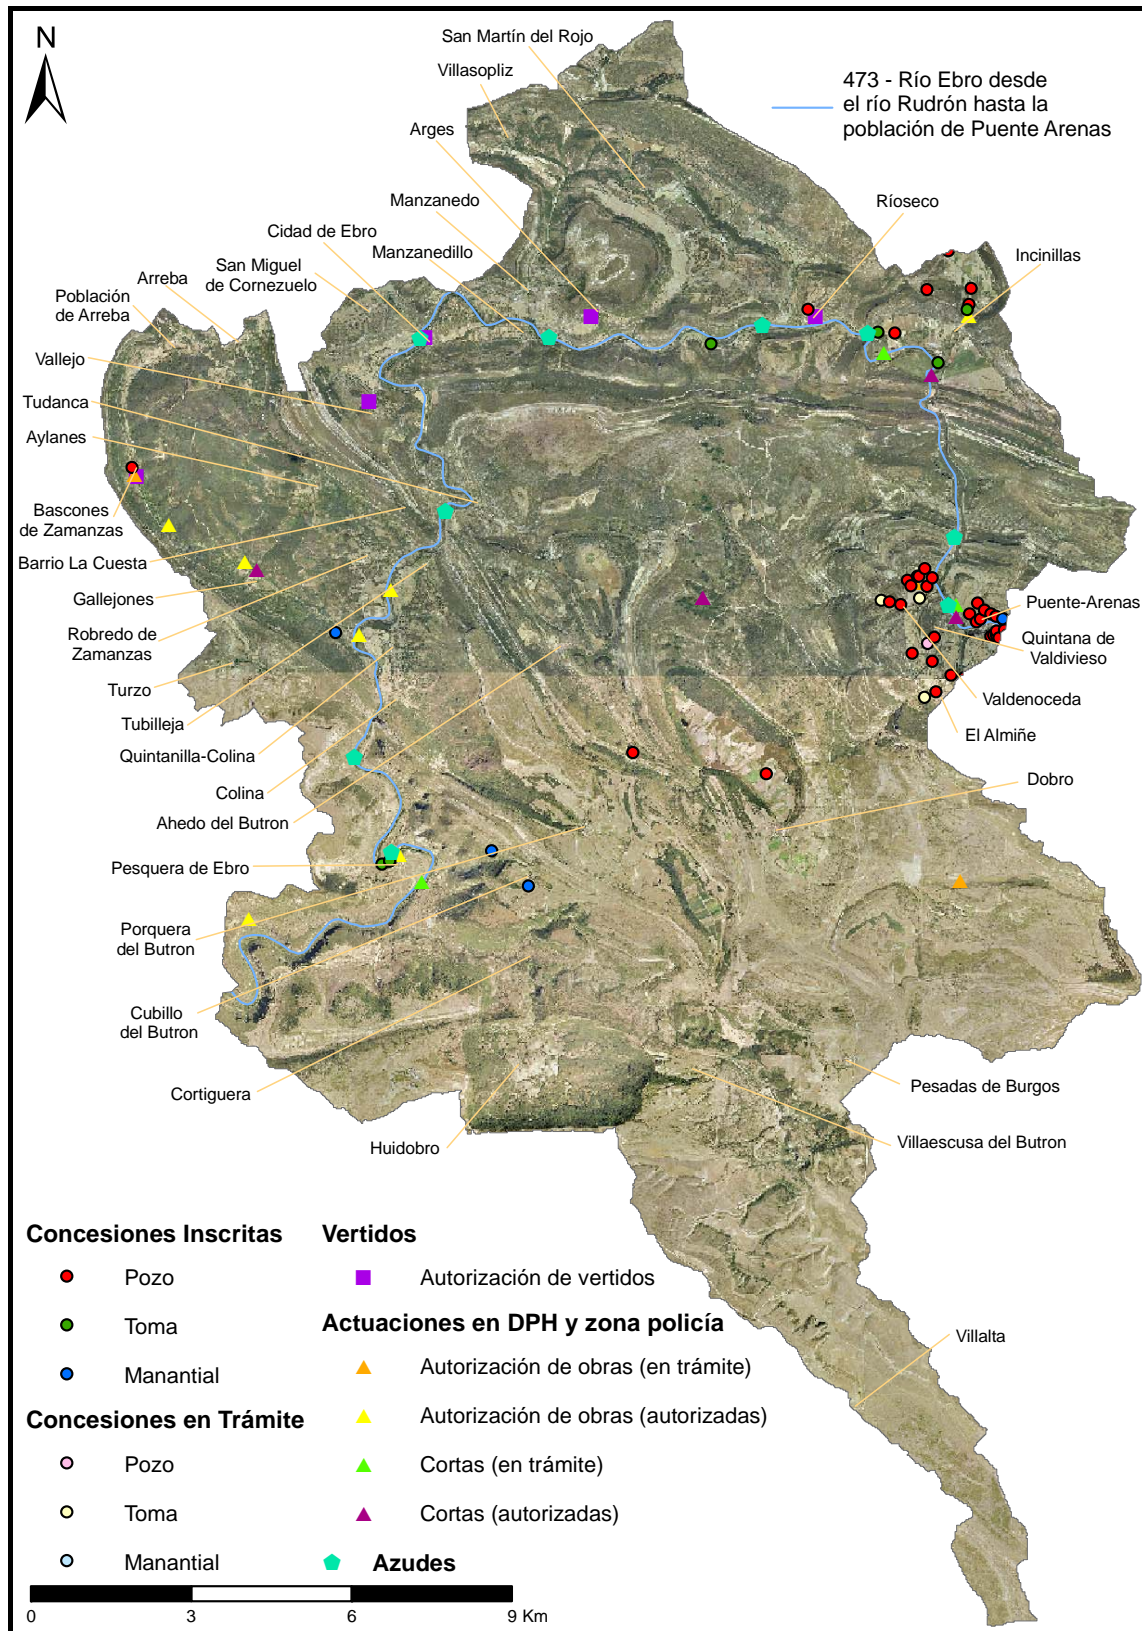 N
San Martín del Rojo
Villasopliz
Arges
Manzanedo
Cidad de Ebro
Manzanedillo
San Miguel
de Cornezuelo
Arreba
Población
de Arreba
Vallejo
Tudanca
Aylanes
Bascones
de Zamanzas
Barrio La Cuesta
Gallejones
Robredo de
Zamanzas
Turzo
Tubilleja
Quintanilla-Colina
Colina
Ahedo del Butron
Pesquera de Ebro
Porquera
del Butron
Cubillo
del Butron
Cortiguera
Huidobro
473 - Río Ebro desde
el río Rudrón hasta la
población de Puente Arenas
Ríoseco
Incinillas
Puente-Arenas
Quintana de
Valdivieso
Valdenoceda
El Almiñe
Dobro
Pesadas de Burgos
Villaescusa del Butron
Villalta
Concesiones Inscritas
Pozo
Toma
Manantial
Concesiones en Trámite
Pozo
Toma
Manantial
Vertidos
Autorización de vertidos
Actuaciones en DPH y zona policía
Autorización de obras (en trámite)
Autorización de obras (autorizadas)
Cortas (en trámite)
Cortas (autorizadas)
Azudes
0 3 6 9 Km